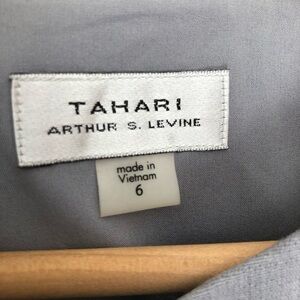 TAHARI
ARTHUR S. LEVINE
made in
Vietnam
6